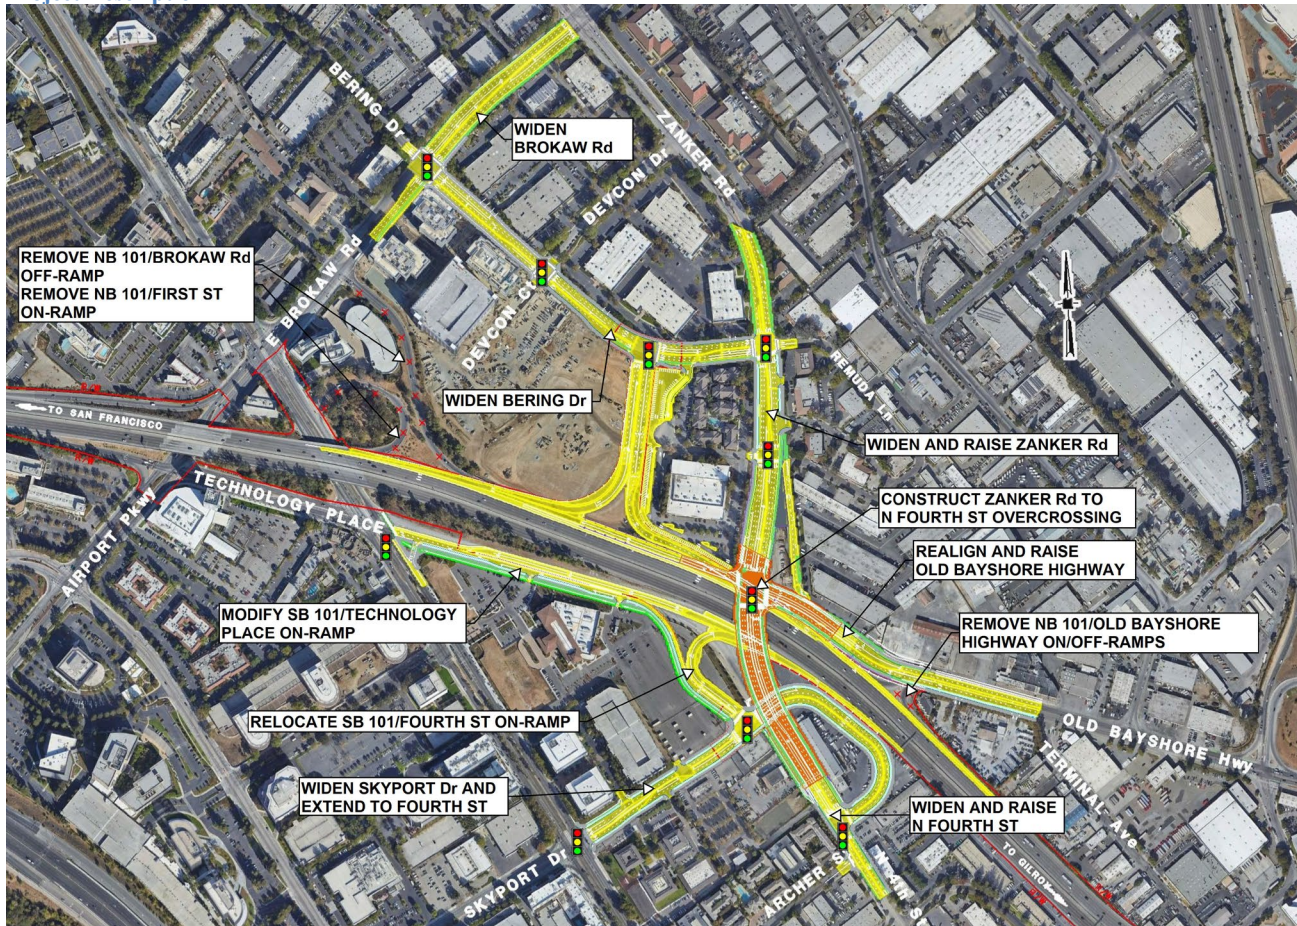 BERING Dr
WIDEN
BROKAW Rd
ZANKER Rd
DEVCON Dr
REMOVE NB 101/BROKAW Rd
OFF-RAMP
REMOVE NB 101/FIRST ST
ON-RAMP
E BROKAW Rd
DEVCON Ct
REMUDA Ln
WIDEN BERING Dr
TO SAN FRANCISCO
WIDEN AND RAISE ZANKER Rd
AIRPORT Pkwy
TECHNOLOGY PLACE
CONSTRUCT ZANKER Rd TO
N FOURTH ST OVERCROSSING
REALIGN AND RAISE
OLD BAYSHORE HIGHWAY
MODIFY SB 101/TECHNOLOGY
PLACE ON-RAMP
REMOVE NB 101/OLD BAYSHORE
HIGHWAY ON/OFF-RAMPS
RELOCATE SB 101/FOURTH ST ON-RAMP
OLD BAYSHORE Hwy
TERMINAL Ave
WIDEN SKYPORT Dr AND
EXTEND TO FOURTH ST
WIDEN AND RAISE
N FOURTH ST
SKYPORT Dr
ARCHER St
N 4th St
TO GILROY